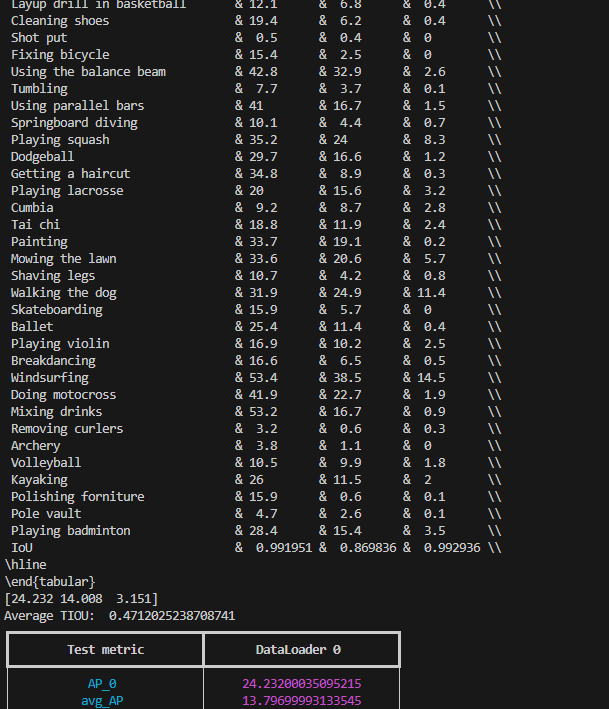 Layup drill in basketball & 12.1 & 6.8 & 0.4 \\
Cleaning shoes & 19.4 & 6.2 & 0.4 \\
Shot put & 0.5 & 0.4 & 0 \\
Fixing bicycle & 15.4 & 2.5 & 0 \\
Using the balance beam & 42.8 & 32.9 & 2.6 \\
Tumbling & 7.7 & 3.7 & 0.1 \\
Using parallel bars & 41 & 16.7 & 1.5 \\
Springboard diving & 10.1 & 4.4 & 0.7 \\
Playing squash & 35.2 & 24 & 8.3 \\
Dodgeball & 29.7 & 16.6 & 1.2 \\
Getting a haircut & 34.8 & 8.9 & 0.3 \\
Playing lacrosse & 20 & 15.6 & 3.2 \\
Cumbia & 9.2 & 8.7 & 2.8 \\
Tai chi & 18.8 & 11.9 & 2.4 \\
Painting & 33.7 & 19.1 & 0.2 \\
Mowing the lawn & 33.6 & 20.6 & 5.7 \\
Shaving legs & 10.7 & 4.2 & 0.8 \\
Walking the dog & 31.9 & 24.9 & 11.4 \\
Skateboarding & 15.9 & 5.7 & 0 \\
Ballet & 25.4 & 11.4 & 0.4 \\
Playing violin & 16.9 & 10.2 & 2.5 \\
Breakdancing & 16.6 & 6.5 & 0.5 \\
Windsurfing & 53.4 & 38.5 & 14.5 \\
Doing motocross & 41.9 & 22.7 & 1.9 \\
Mixing drinks & 53.2 & 16.7 & 0.9 \\
Removing curlers & 3.2 & 0.6 & 0.3 \\
Archery & 3.8 & 1.1 & 0 \\
Volleyball & 10.5 & 9.9 & 1.8 \\
Kayaking & 26 & 11.5 & 2 \\
Polishing forniture & 15.9 & 0.6 & 0.1 \\
Pole vault & 4.7 & 2.6 & 0.1 \\
Playing badminton & 28.4 & 15.4 & 3.5 \\
IoU & 0.991951 & 0.869836 & 0.992936 \\
\hline
\end{tabular}
[24.232 14.008 3.151]
Average TIOU: 0.4712025238708741
Test metric DataLoader 0
AP_0 24.23200035095215
avg_AP 13.79699993133545